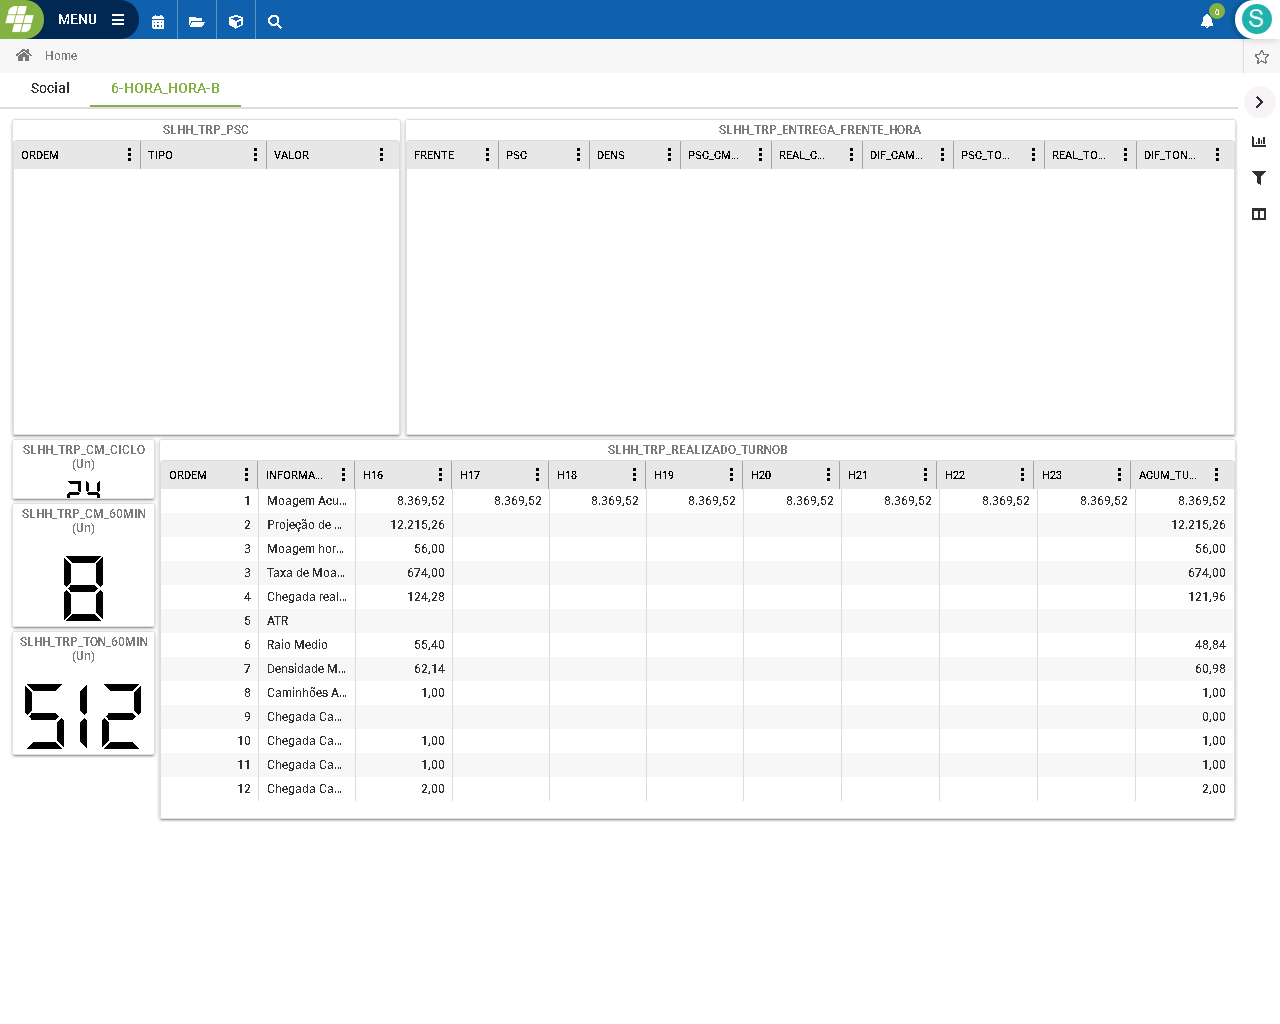 MENU
0
S
Home
Social 6-HORA_HORA-B
SLHH_TRP_PSC
ORDEM TIPO VALOR
SLHH_TRP_ENTREGA_FRENTE_HORA
FRENTE PSC DENS PSC_CM... REAL_C... DIF_CAM... PSC_TO... REAL_TO... DIF_TON...
SLHH_TRP_CM_CICLO
(Un)
24
SLHH_TRP_CM_60MIN
(Un)
8
SLHH_TRP_TON_60MIN
(Un)
512
SLHH_TRP_REALIZADO_TURNOB
ORDEM INFORMA... H16 H17 H18 H19 H20 H21 H22 H23 ACUM_TU...
1 Moagem Acu... 8.369,52 8.369,52 8.369,52 8.369,52 8.369,52 8.369,52 8.369,52 8.369,52 8.369,52
2 Projeção de ... 12.215,26 12.215,26
3 Moagem hor... 56,00 56,00
3 Taxa de Moa... 674,00 674,00
4 Chegada real... 124,28 121,96
5 ATR
6 Raio Medio 55,40 48,84
7 Densidade M... 62,14 60,98
8 Caminhões A... 1,00 1,00
9 Chegada Ca... 0,00
10 Chegada Ca... 1,00 1,00
11 Chegada Ca... 1,00 1,00
12 Chegada Ca... 2,00 2,00